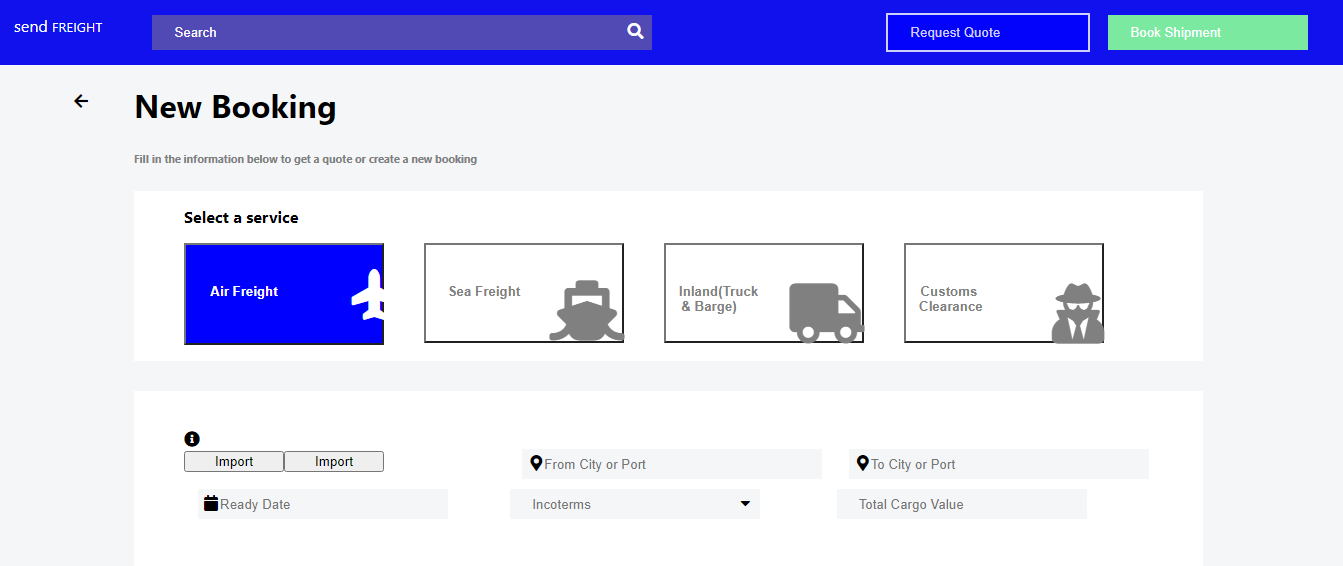 send FREIGHT
Search
Request Quote
Book Shipment
New Booking
Fill in the information below to get a quote or create a new booking
Select a service
Air Freight
Sea Freight
Inland(Truck
& Barge)
Customs
Clearance
Import
Import
From City or Port
To City or Port
Ready Date
Incoterms
Total Cargo Value